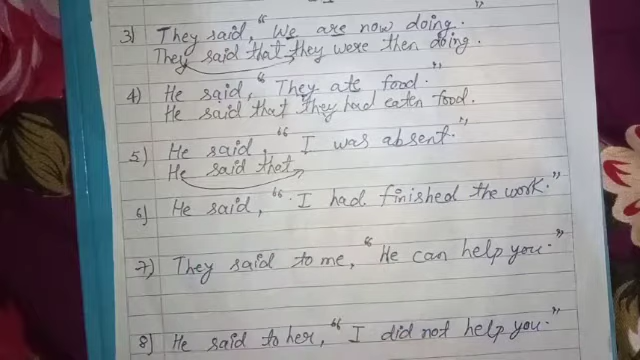 3) They said, "We are now doing."
They said that they were then doing.
4) He said, "They ate food."
He said that they had eaten food.
5) He said, "I was absent."
He said that
6) He said, "I had finished the work."
7) They said to me, "He can help you."
8) He said to her, "I did not help you."